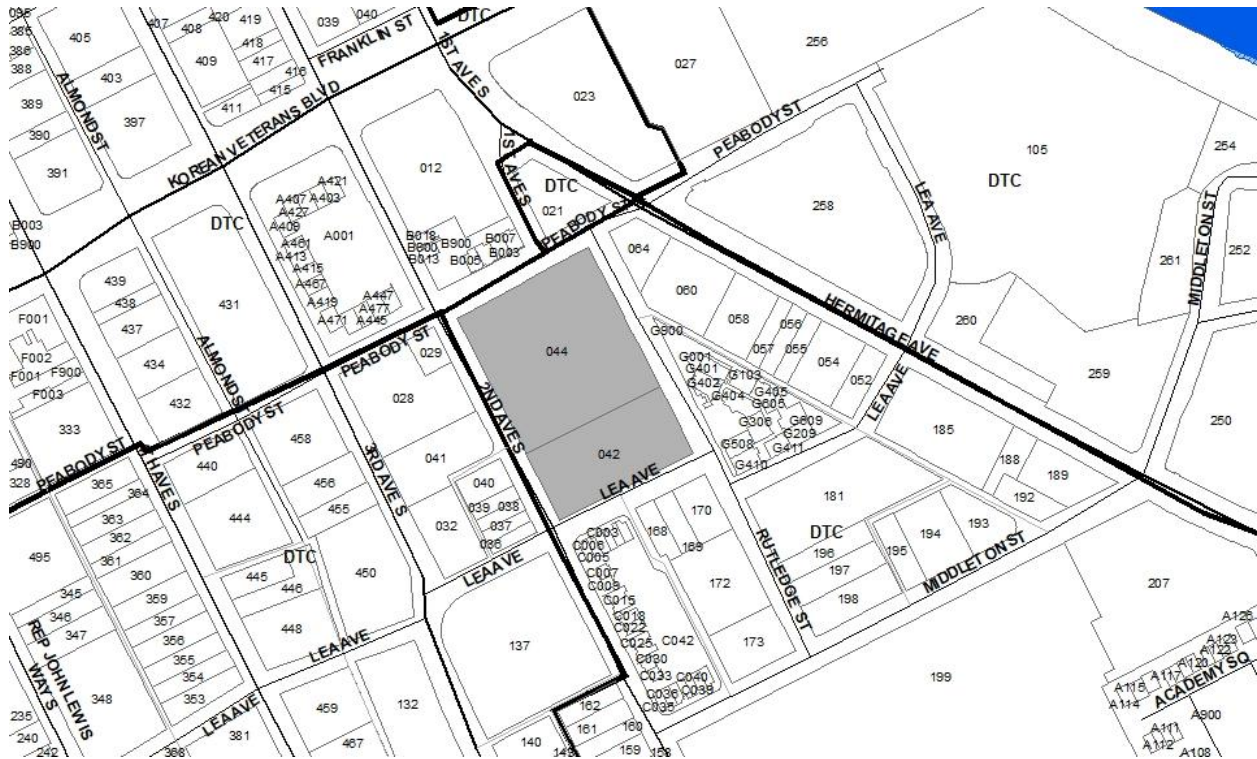 095
385
386
388
389
390
391
405
403
397
ALMOND ST
407
408
420
419
418
417
416
415
409
411
039
040
FRANKLIN ST
DTC
1ST AVE S
KOREAN VETERANS BLVD
023
027
256
PEABODY ST
105
DTC
254
252
261
MIDDLETON ST
012
1ST AVE S
DTC
021
PEABODY ST
258
LEA AVE
260
259
250
A421
A407
A403
A427
A409
A001
A461
A413
A415
A467
A419
A471
A447
A477
A445
DTC
B018
B800
B013
B900
B005
B007
B003
B003
B900
439
438
437
434
432
431
ALMOND ST
F001
F002
F001
F900
F003
333
490
328
PEABODY ST
PEABODY ST
PEABODY ST
029
028
041
040
039
038
037
036
032
3RD AVE S
2ND AVE S
044
042
LEA AVE
064
060
058
056
057
055
054
052
HERMITAGE AVE
LEA AVE
G900
G001
G401
G402
G103
G404
G405
G605
G306
G609
G209
G508
G411
G410
185
188
189
192
181
DTC
193
194
195
196
197
198
MIDDLETON ST
RUTLEDGE ST
170
168
169
172
173
C003
C006
C005
C007
C009
C015
C018
C022
C025
C042
C030
C033
C040
C036
C039
C035
440
444
445
446
448
458
456
455
450
DTC
LEA AVE
LEA AVE
365
364
363
362
361
360
359
357
356
355
354
353
495
345
346
347
348
REP JOHN LEWIS
WAY S
LEA AVE
235
240
242
368
381
459
467
132
137
140
162
161
160
159
158
199
207
A126
A123
A122
A120
A117
A115
A114
ACADEMY SQ
A900
A111
A112
A108